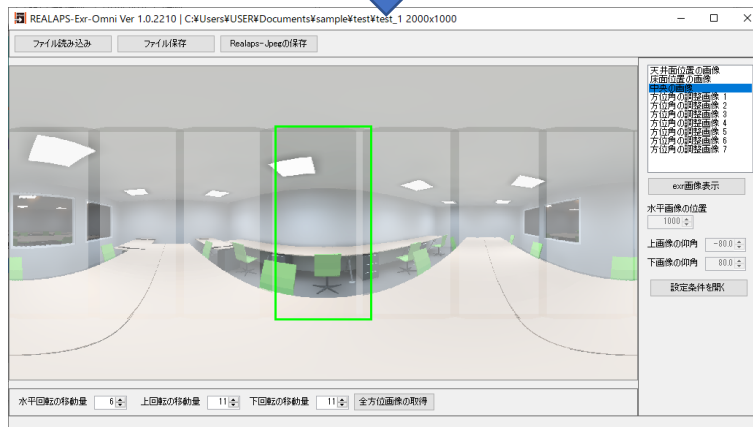 REALAPS-Exr-Omni Ver 1.0.2210 | C:¥Users¥USER¥Documents¥sample¥test¥test_1 2000x1000
ファイル読み込み ファイル保存 Realaps-Jpegの保存
天井面位置の画像
床面位置の画像
中央の画像
方位角の調整画像 1
方位角の調整画像 2
方位角の調整画像 3
方位角の調整画像 4
方位角の調整画像 5
方位角の調整画像 6
方位角の調整画像 7
exr画像表示
水平画像の位置
1000
上画像の仰角 -80.0
下画像の仰角 80.0
設定条件を開く
水平回転の移動量 6 上回転の移動量 11 下回転の移動量 11 全方位画像の取得